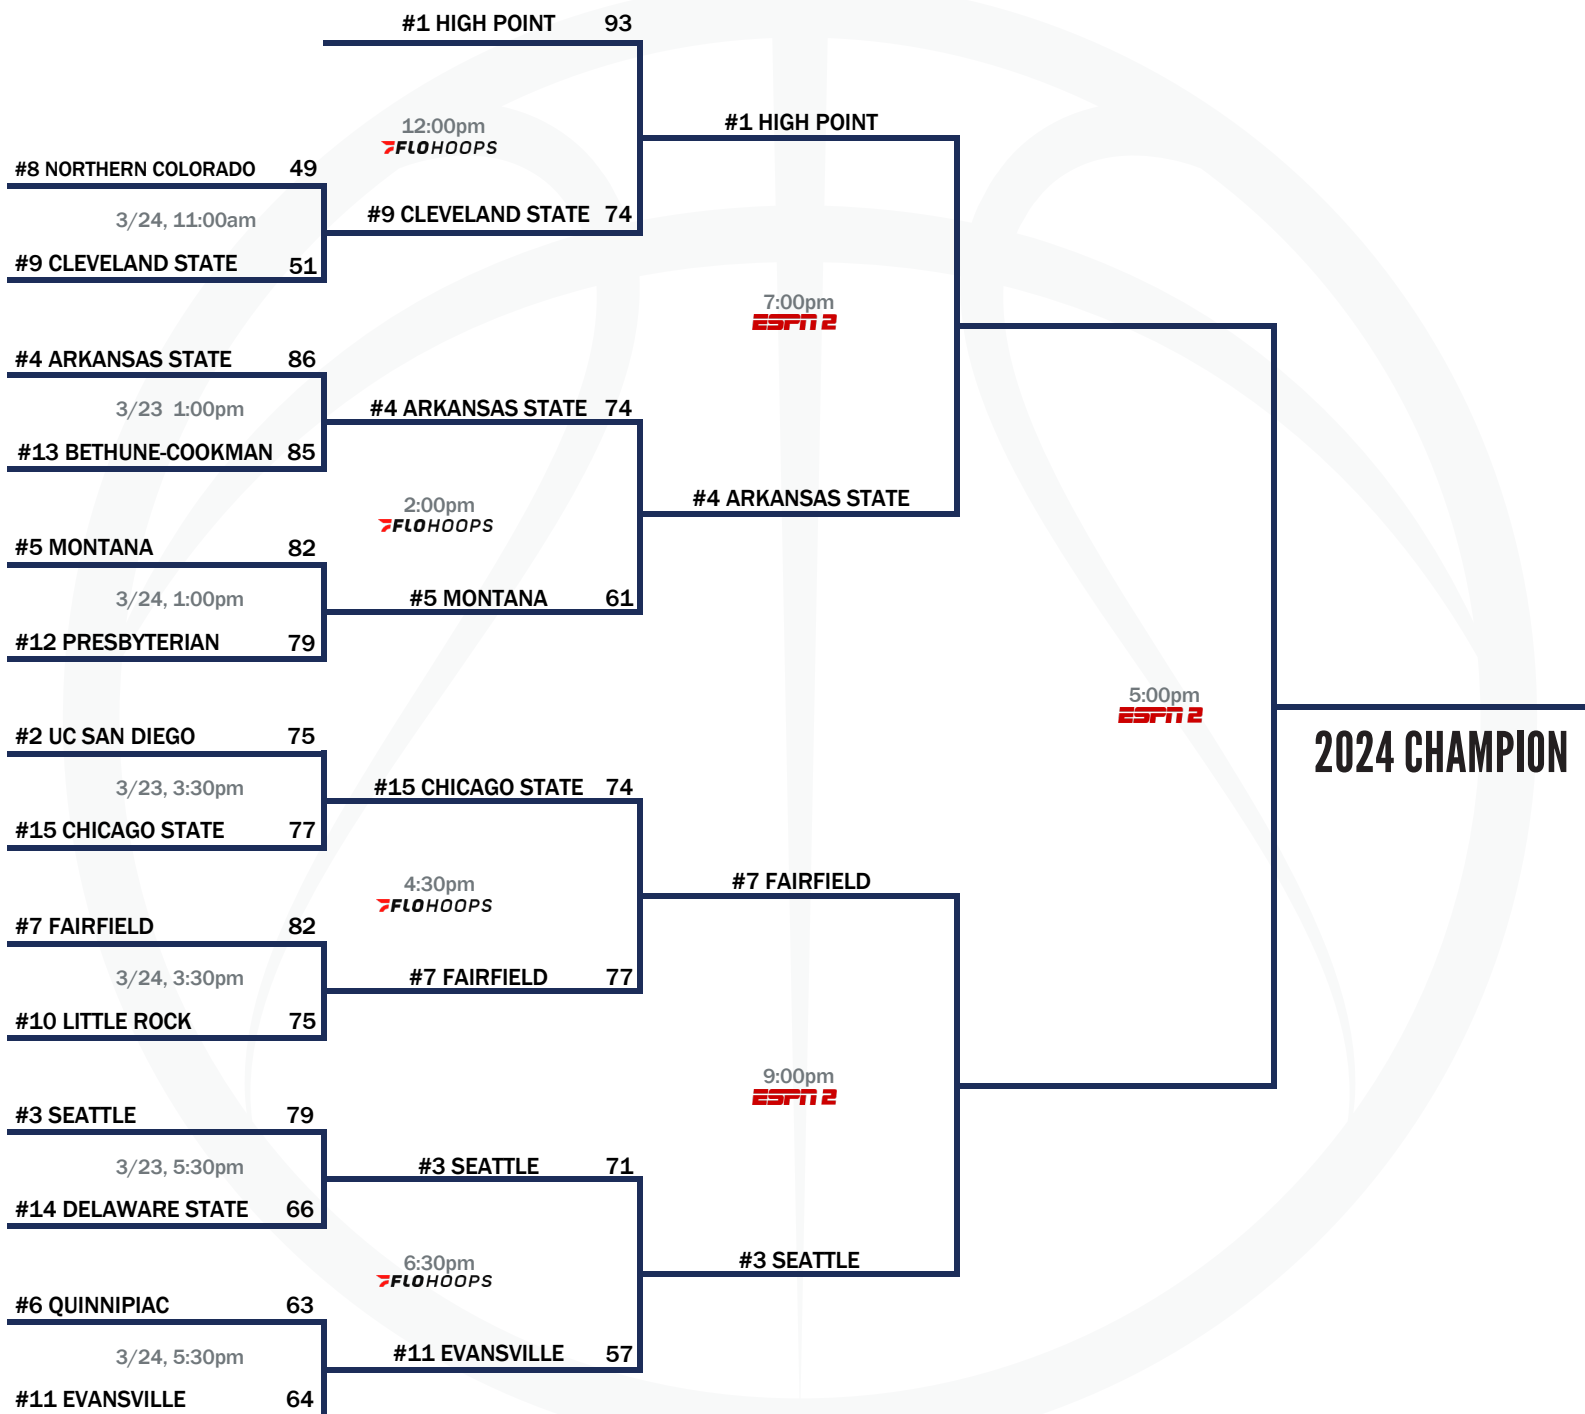 #1 HIGH POINT 93
12:00pm
FLOHOOPS
#1 HIGH POINT
#8 NORTHERN COLORADO 49
3/24, 11:00am
#9 CLEVELAND STATE 74
#9 CLEVELAND STATE 51
7:00pm
ESPN 2
#4 ARKANSAS STATE 86
3/23 1:00pm
#4 ARKANSAS STATE 74
#13 BETHUNE-COOKMAN 85
2:00pm
FLOHOOPS
#4 ARKANSAS STATE
#5 MONTANA 82
3/24, 1:00pm
#5 MONTANA 61
#12 PRESBYTERIAN 79
5:00pm
ESPN 2
2024 CHAMPION
#2 UC SAN DIEGO 75
3/23, 3:30pm
#15 CHICAGO STATE 74
#15 CHICAGO STATE 77
4:30pm
FLOHOOPS
#7 FAIRFIELD
#7 FAIRFIELD 82
3/24, 3:30pm
#7 FAIRFIELD 77
#10 LITTLE ROCK 75
9:00pm
ESPN 2
#3 SEATTLE 79
3/23, 5:30pm
#3 SEATTLE 71
#14 DELAWARE STATE 66
6:30pm
FLOHOOPS
#3 SEATTLE
#6 QUINNIPIAC 63
3/24, 5:30pm
#11 EVANSVILLE 57
#11 EVANSVILLE 64